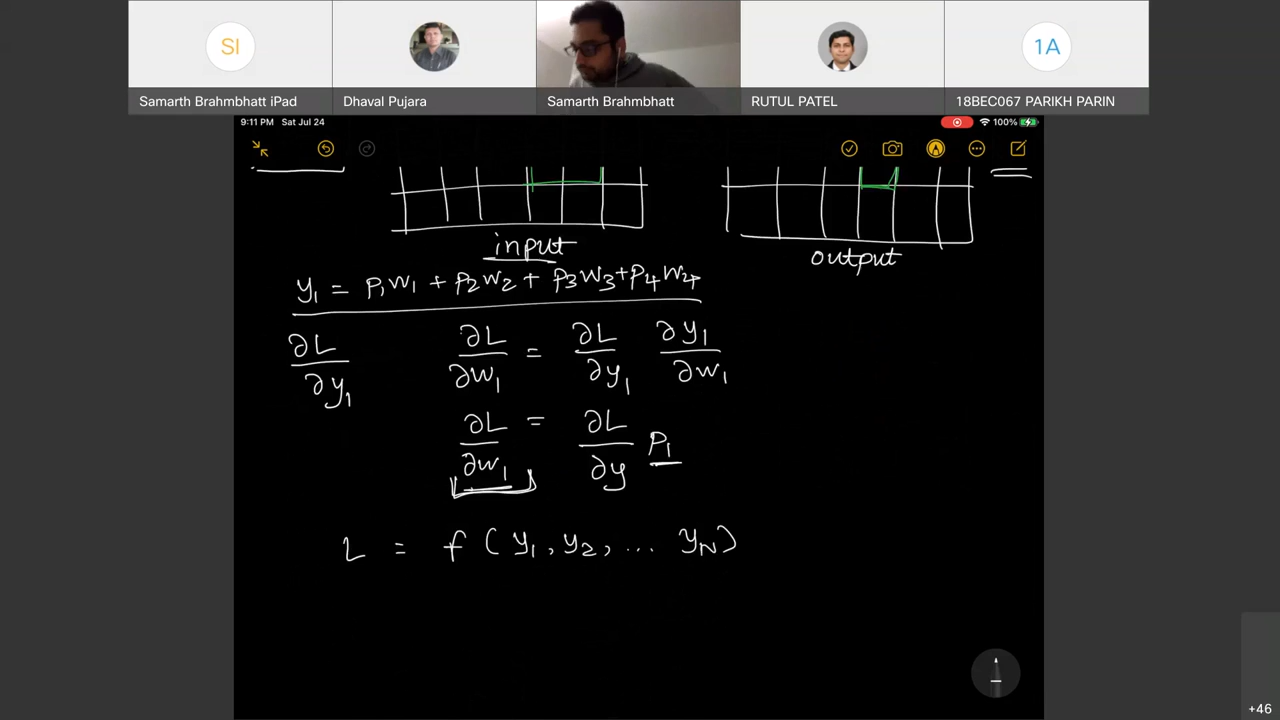 SI
1A
Samarth Brahmbhatt iPad
Dhaval Pujara
Samarth Brahmbhatt
RUTUL PATEL
18BEC067 PARIKH PARIN
9:11 PM Sat Jul 24
100%
input
output
y₁ = p₁w₁ + p₂w₂ + p₃w₃+p₄w₄
∂L/∂y₁ ∂L/∂w₁ = ∂L/∂y₁ ∂y₁/∂w₁
∂L/∂w₁ = ∂L/∂y p₁
L = f (y₁, y₂, ... y_N)
+46